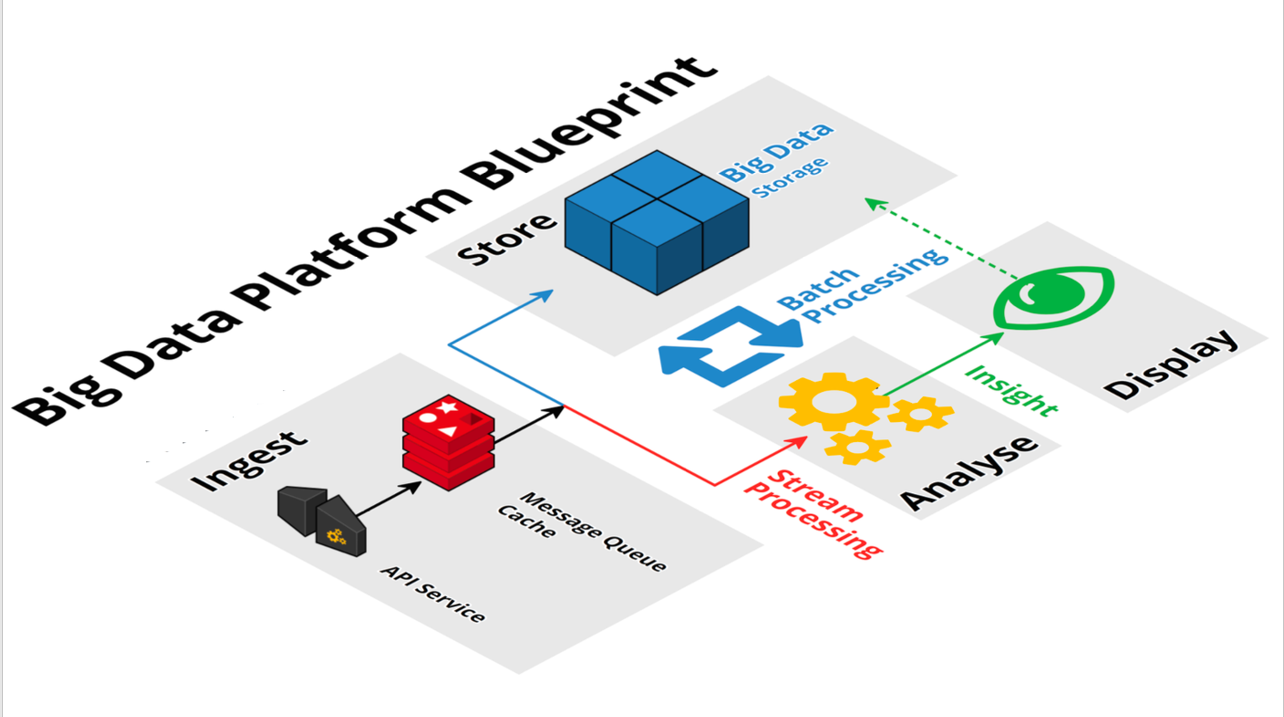 Big Data Platform Blueprint
Store
Big Data
Storage
Batch
Processing
Ingest
Message Queue
Cache
API Service
Stream
Processing
Analyse
Insight
Display